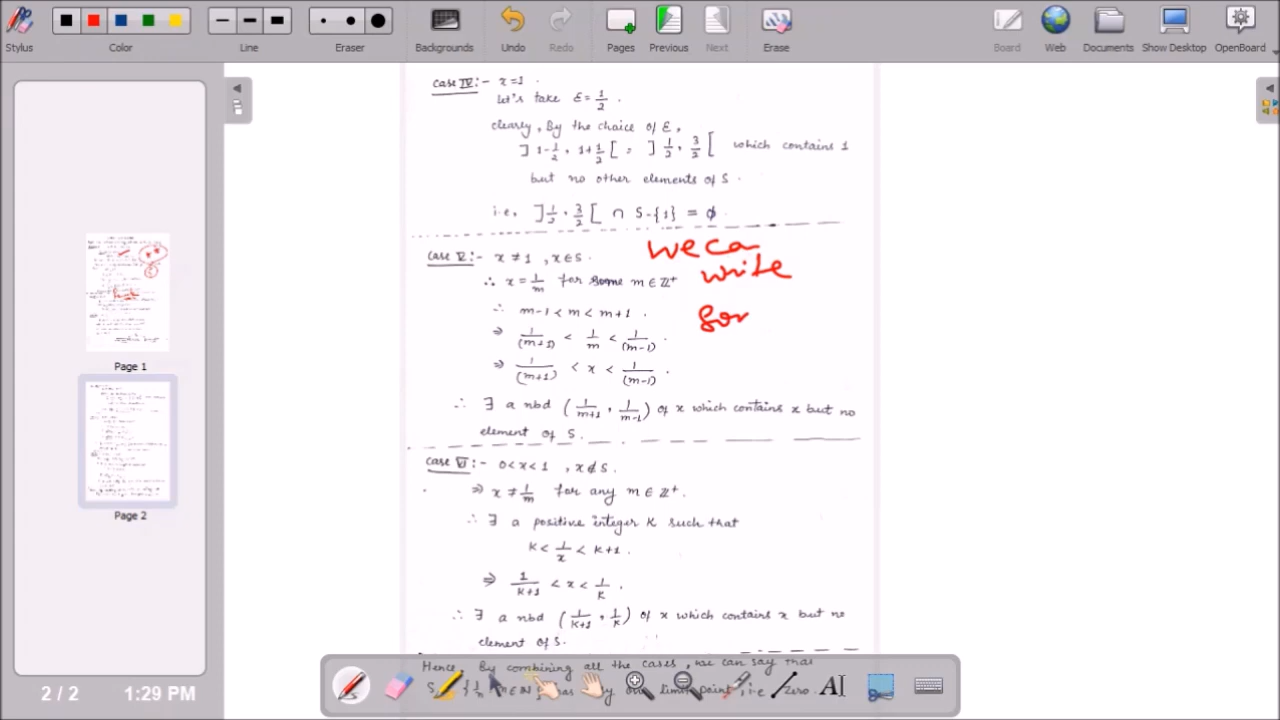 Stylus
Color
Line
Eraser
Backgrounds
Undo
Redo
Pages
Previous
Next
Erase
Board
Web
Documents
Show Desktop
OpenBoard
Case IV :- x=1 .
Let's take ε = 1/2 .
clearly, By the choice of ε,
] 1-1/2 , 1+1/2 [ = ] 1/2 , 3/2 [ which contains 1
but no other elements of S .
i.e. ] 1/2 , 3/2 [ ∩ S-{1} = ϕ
Case V :- x ≠ 1 , x ∈ S .
we ca
write
∴ x = 1/m for some m ∈ Z⁺
∴ m-1 < m < m+1 .
for
⇒ 1/(m+1) < 1/m < 1/(m-1) .
⇒ 1/(m+1) < x < 1/(m-1) .
∴ ∃ a nbd (1/m+1 , 1/m-1) of x which contains x but no
element of S .
Case VI :- 0 < x < 1 , x ∉ S .
⇒ x ≠ 1/m for any m ∈ Z⁺ .
∴ ∃ a positive integer K such that
K < 1/x < K+1 .
⇒ 1/K+1 < x < 1/K .
∴ ∃ a nbd (1/K+1 , 1/K) of x which contains x but no
element of S .
Hence, By combining all the cases, we can say that
limit point, i.e Zero.
Page 1
Page 2
2 / 2
1:29 PM